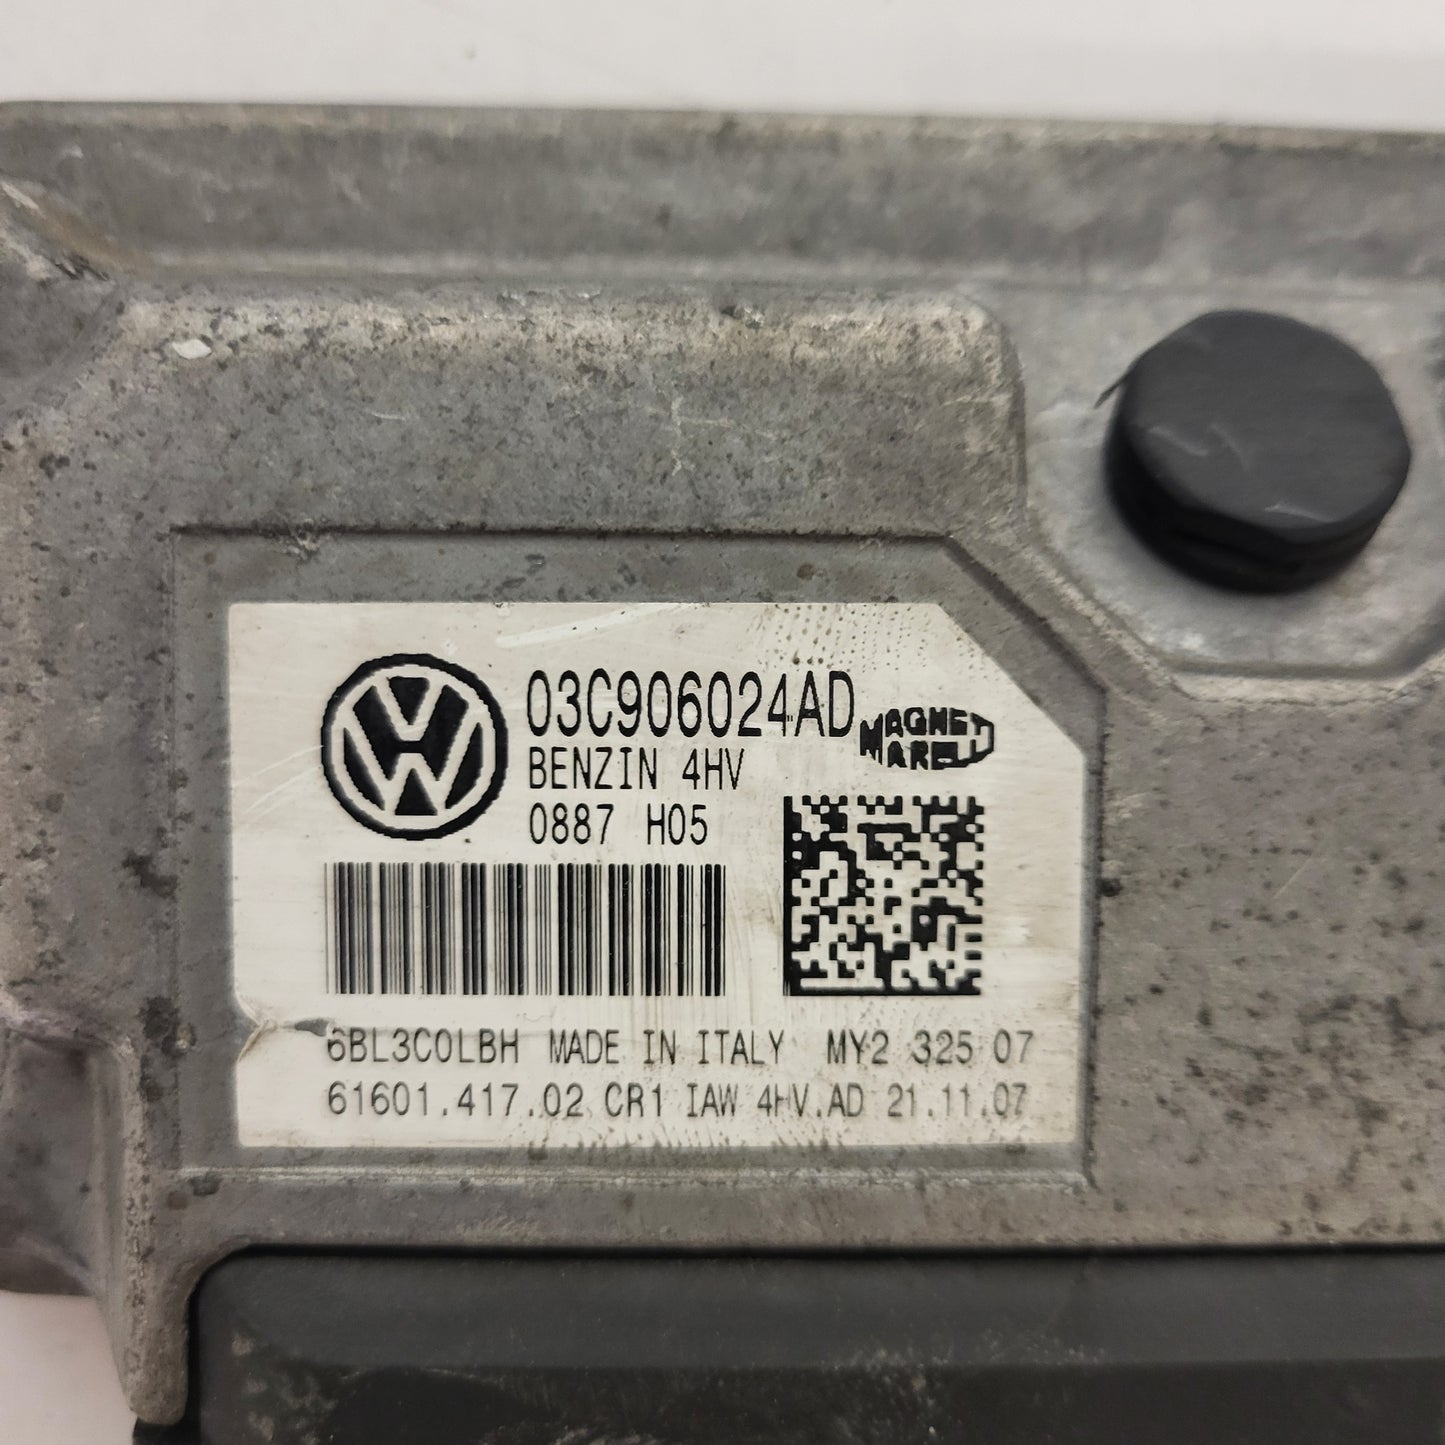 03C906024AD
MAGNETI
MARELLI
BENZIN 4HV
0887 H05
6BL3C0LBH MADE IN ITALY MY2 325 07
61601.417.02 CR1 IAW 4HV.AD 21.11.07